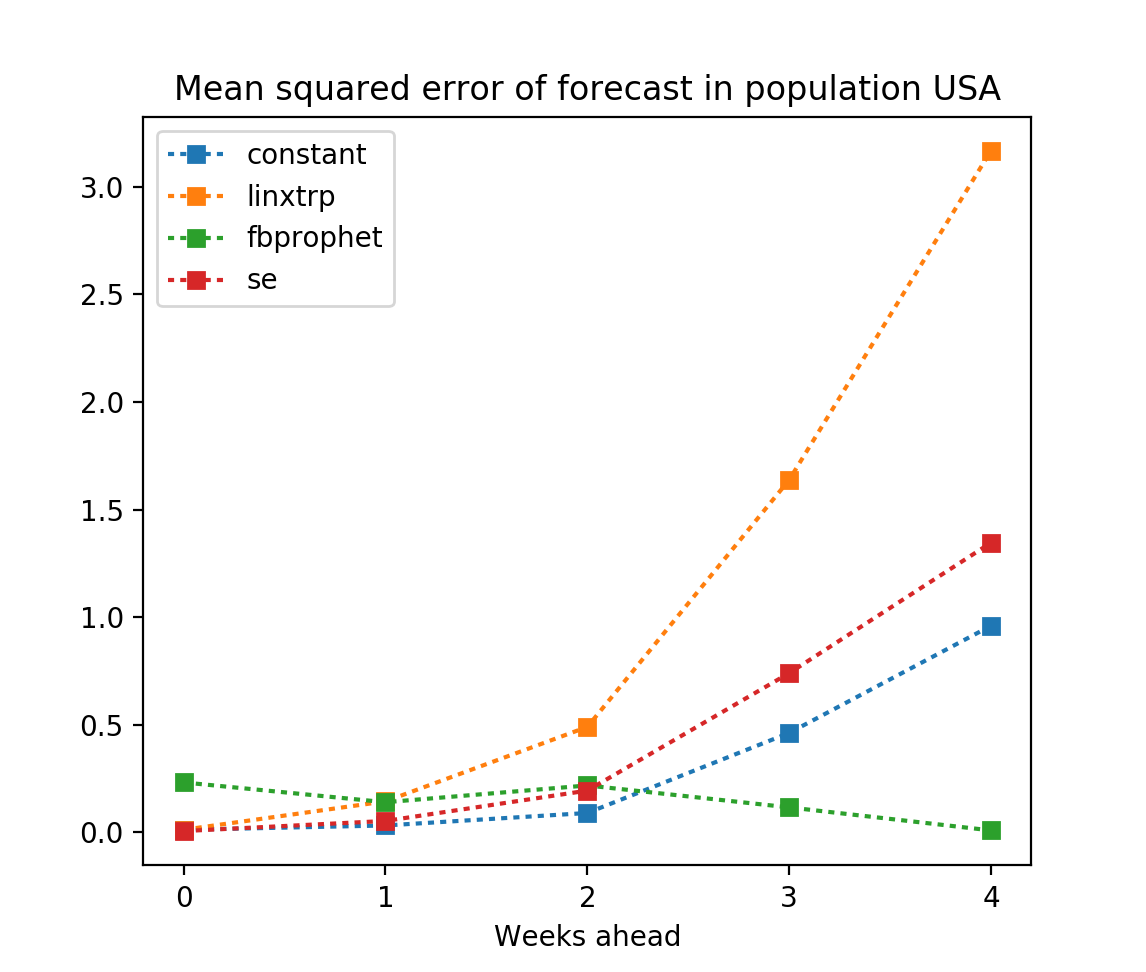 Mean squared error of forecast in population USA
constant
linxtrp
fbprophet
se
3.0
2.5
2.0
1.5
1.0
0.5
0.0
0 1 2 3 4
Weeks ahead